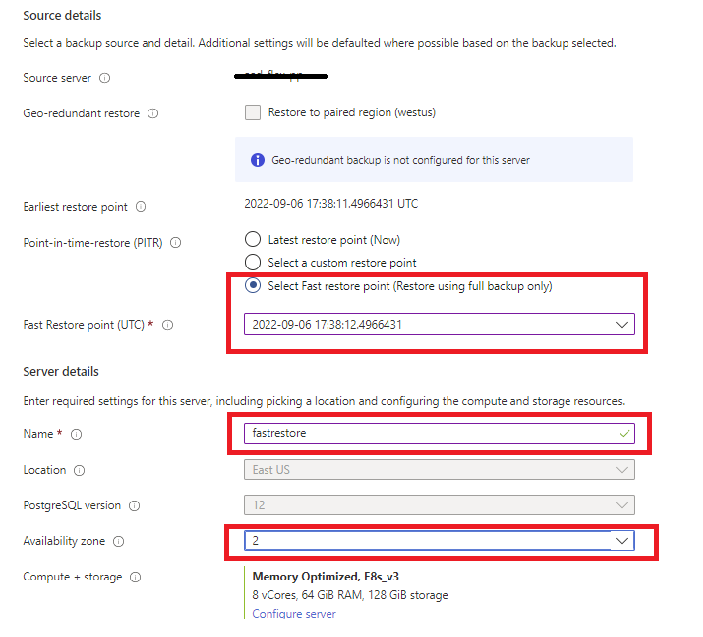 Source details
Select a backup source and detail. Additional settings will be defaulted where possible based on the backup selected.
Source server
Geo-redundant restore Restore to paired region (westus)
Geo-redundant backup is not configured for this server
Earliest restore point 2022-09-06 17:38:11.4966431 UTC
Point-in-time-restore (PITR) Latest restore point (Now)
Select a custom restore point
Select Fast restore point (Restore using full backup only)
Fast Restore point (UTC) * 2022-09-06 17:38:12.4966431
Server details
Enter required settings for this server, including picking a location and configuring the compute and storage resources.
Name * fastrestore
Location East US
PostgreSQL version 12
Availability zone 2
Compute + storage Memory Optimized, E8s_v3
8 vCores, 64 GiB RAM, 128 GiB storage
Configure server